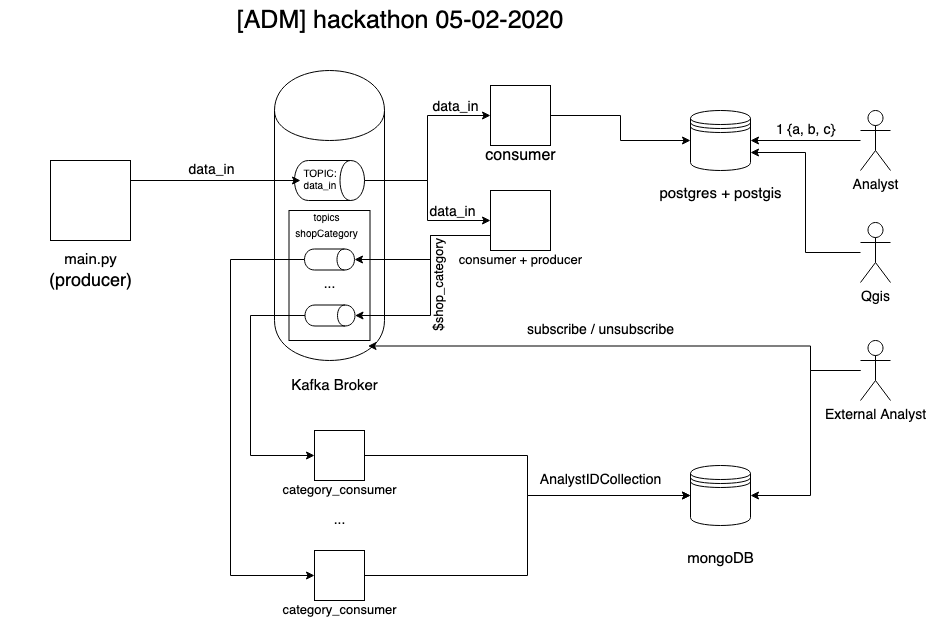 [ADM] hackathon 05-02-2020
data_in
data_in
TOPIC:
data_in
consumer
1 {a, b, c}
Analyst
postgres + postgis
main.py
(producer)
topics
shopCategory
...
data_in
consumer + producer
$shop_category
Qgis
Kafka Broker
subscribe / unsubscribe
External Analyst
category_consumer
...
category_consumer
AnalystIDCollection
mongoDB